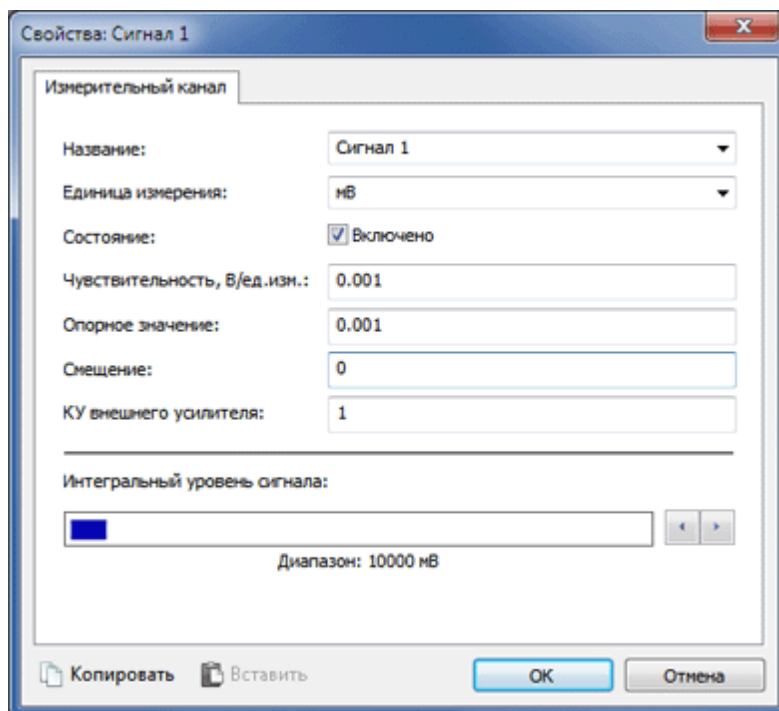 Свойства: Сигнал 1
Измерительный канал
Название: Сигнал 1
Единица измерения: мВ
Состояние: Включено
Чувствительность, В/ед.изн.: 0.001
Опорное значение: 0.001
Смещение: 0
КУ внешнего усилителя: 1
Интегральный уровень сигнала:
Диапазон: 10000 мВ
Копировать Вставить OK Отмена